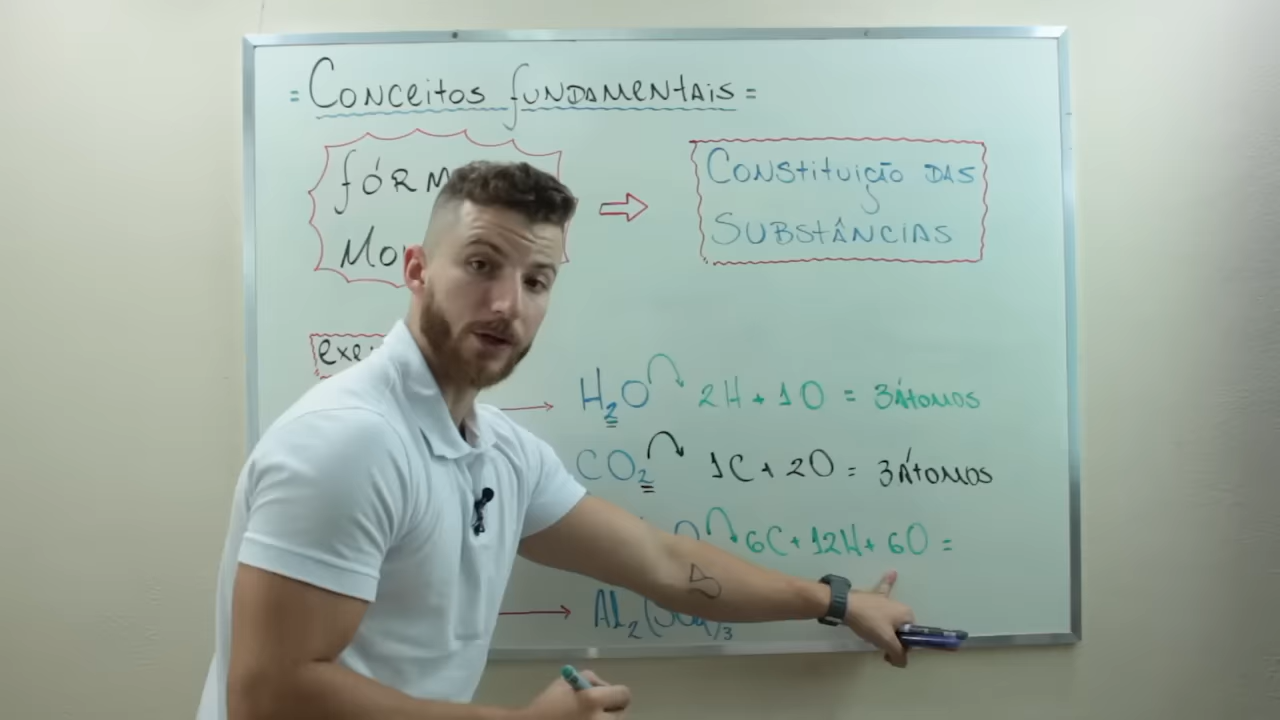 = Conceitos fundamentais =
fórm
Mo
Constituição das
Substâncias
exe
H₂O 2H + 1O = 3 átomos
CO₂ 1C + 2O = 3 átomos
6C + 12H + 6O =
Al₂(SO₄)₃